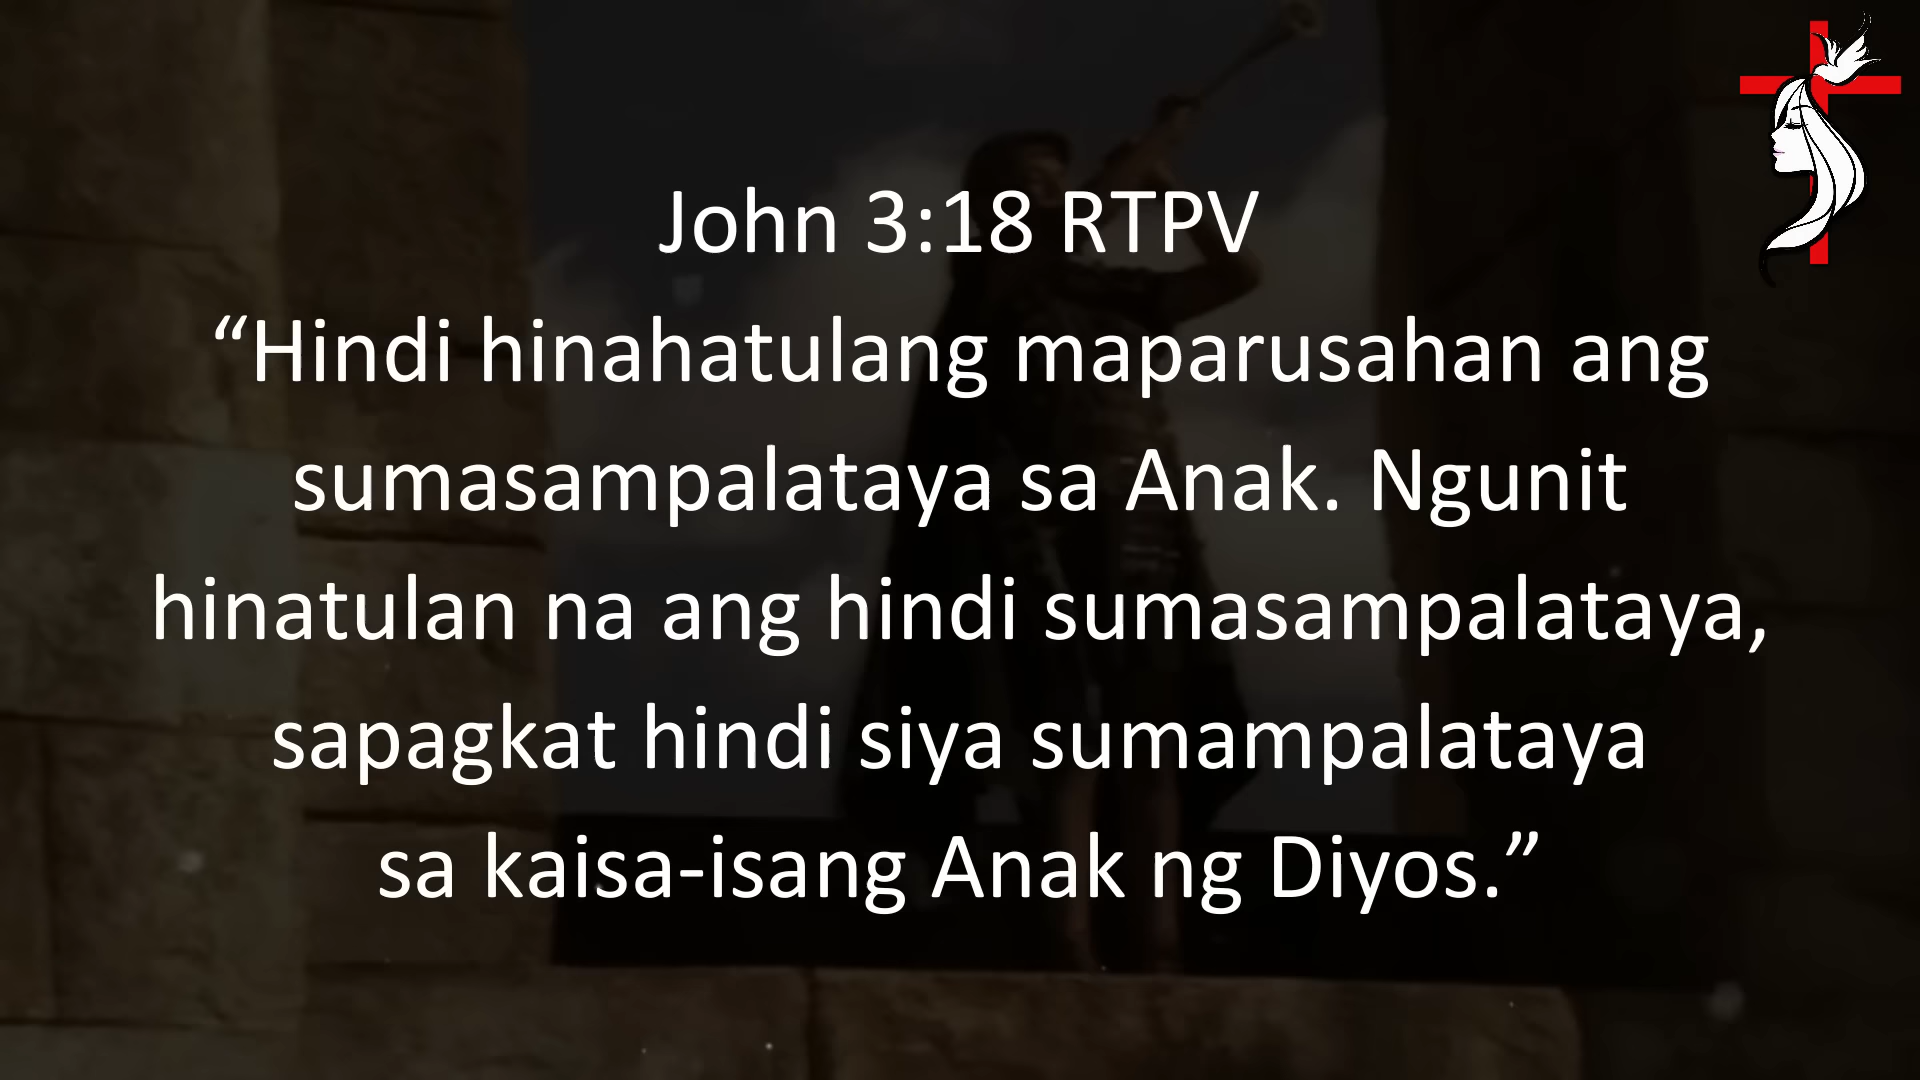 John 3:18 RTPV
“Hindi hinahatulang maparusahan ang
sumasampalataya sa Anak. Ngunit
hinatulan na ang hindi sumasampalataya,
sapagkat hindi siya sumampalataya
sa kaisa-isang Anak ng Diyos.”